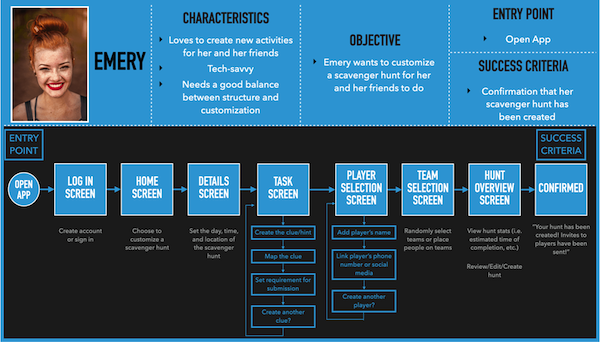 EMERY
CHARACTERISTICS
Loves to create new activities
for her and her friends
Tech-savvy
Needs a good balance
between structure and
customization
OBJECTIVE
Emery wants to customize
a scavenger hunt for her
and her friends to do
ENTRY POINT
Open App
SUCCESS CRITERIA
Confirmation that her
scavenger hunt has
been created
ENTRY
POINT
SUCCESS
CRITERIA
OPEN
APP
LOG IN
SCREEN
Create account
or sign in
HOME
SCREEN
Choose to
customize a
scavenger hunt
DETAILS
SCREEN
Set the day, time,
and location of
the scavenger
hunt
TASK
SCREEN
Create the clue/hint
Map the clue
Set requirement for
submission
Create another
clue?
PLAYER
SELECTION
SCREEN
Add player's name
Link player's phone
number or social
media
Create another
player?
TEAM
SELECTION
SCREEN
Randomly select
teams or place
people on teams
HUNT
OVERVIEW
SCREEN
View hunt stats (i.e.
estimated time of
completion, etc.)
Review/Edit/Create
hunt
CONFIRMED
"Your hunt has been
created! Invites to
players have been
sent!"